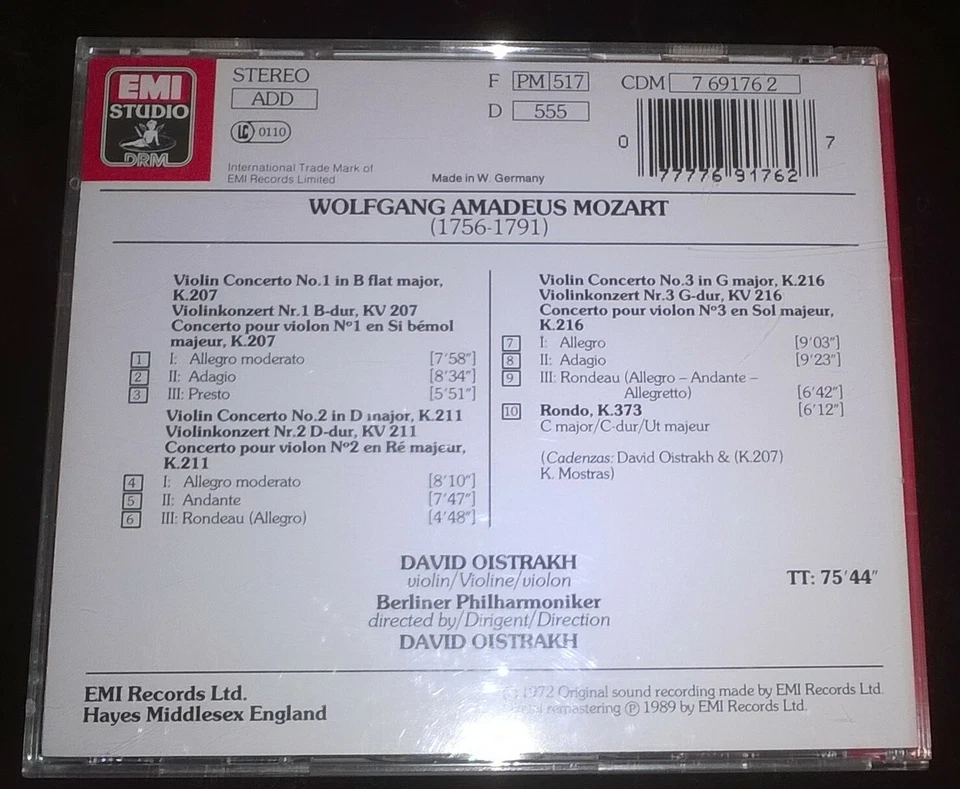 EMI
STUDIO
DRM
STEREO
ADD
LC 0110
International Trade Mark of
EMI Records Limited
Made in W. Germany
F PM 517
D 555
CDM 7 69176 2
0 77776 91762 7
WOLFGANG AMADEUS MOZART
(1756-1791)
Violin Concerto No.1 in B flat major,
K.207
Violinkonzert Nr.1 B-dur, KV 207
Concerto pour violon Nº1 en Si bémol
majeur, K.207
1 I: Allegro moderato [7'58"]
2 II: Adagio [8'34"]
3 III: Presto [5'51"]
Violin Concerto No.2 in D major, K.211
Violinkonzert Nr.2 D-dur, KV 211
Concerto pour violon Nº2 en Ré majeur,
K.211
4 I: Allegro moderato [8'10"]
5 II: Andante [7'47"]
6 III: Rondeau (Allegro) [4'48"]
Violin Concerto No.3 in G major, K.216
Violinkonzert Nr.3 G-dur, KV 216
Concerto pour violon Nº3 en Sol majeur,
K.216
7 I: Allegro [9'03"]
8 II: Adagio [9'23"]
9 III: Rondeau (Allegro – Andante –
Allegretto) [6'42"]
10 Rondo, K.373 [6'12"]
C major/C-dur/Ut majeur
(Cadenzas: David Oistrakh & (K.207)
K. Mostras)
DAVID OISTRAKH
violin/Violine/violon
Berliner Philharmoniker
directed by/Dirigent/Direction
DAVID OISTRAKH
TT: 75'44"
EMI Records Ltd.
Hayes Middlesex England
1972 Original sound recording made by EMI Records Ltd.
remastering ℗ 1989 by EMI Records Ltd.